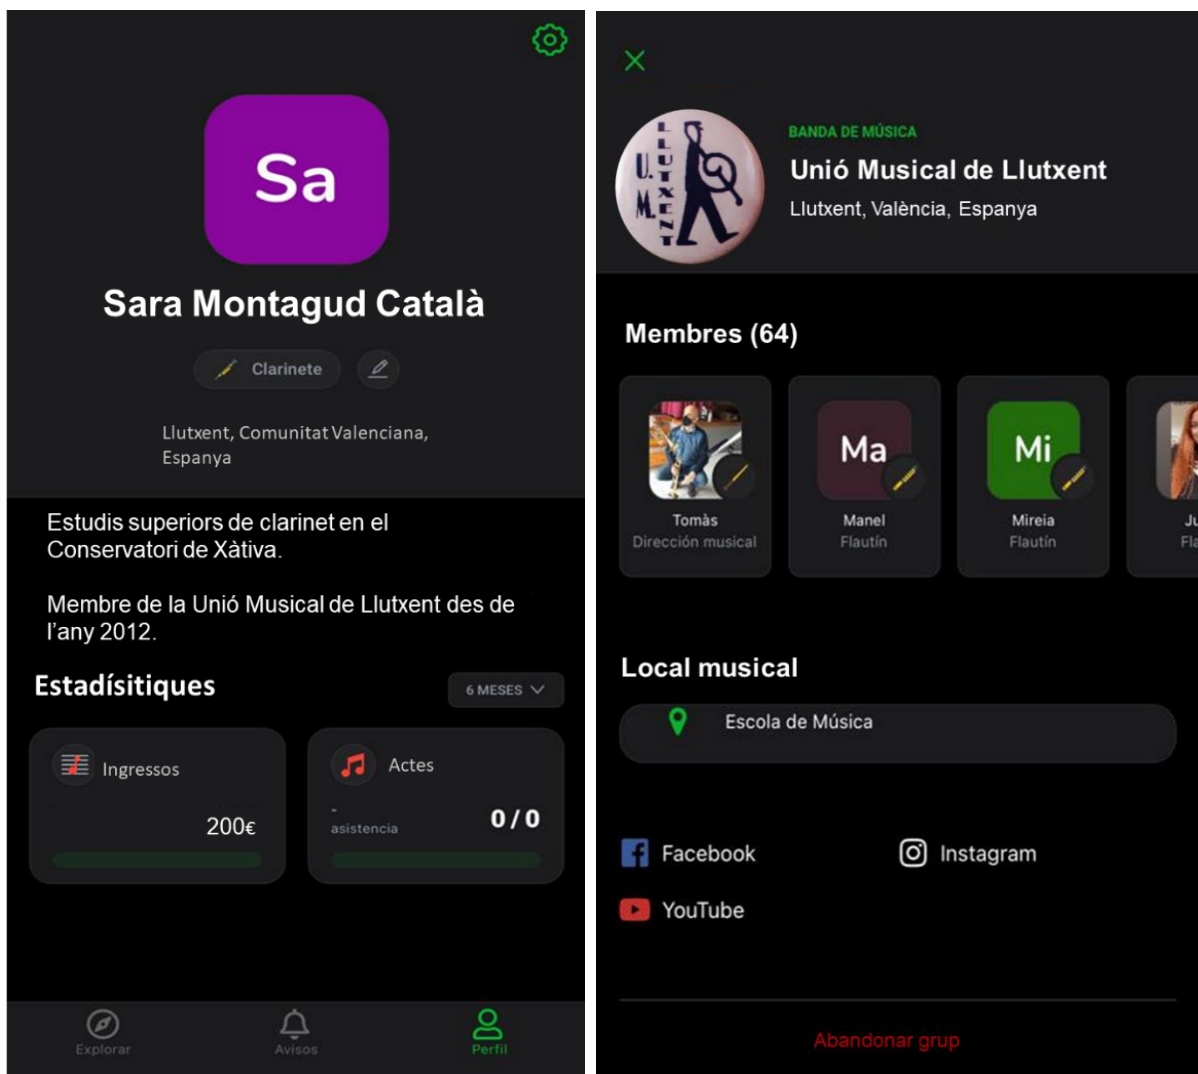 Sa
Sara Montagud Català
Clarinete
Llutxent, Comunitat Valenciana,
Espanya
Estudis superiors de clarinet en el
Conservatori de Xàtiva.
Membre de la Unió Musical de Llutxent des de
l'any 2012.
Estadísitiques
6 MESES
Ingressos
200€
Actes
-
asistencia
0/0
Explorar
Avisos
Perfil
U.
M.
LLUTXENT
BANDA DE MÚSICA
Unió Musical de Llutxent
Llutxent, València, Espanya
Membres (64)
Tomàs
Dirección musical
Ma
Manel
Flautín
Mi
Mireia
Flautín
Ju
Fla
Local musical
Escola de Música
Facebook
Instagram
YouTube
Abandonar grup